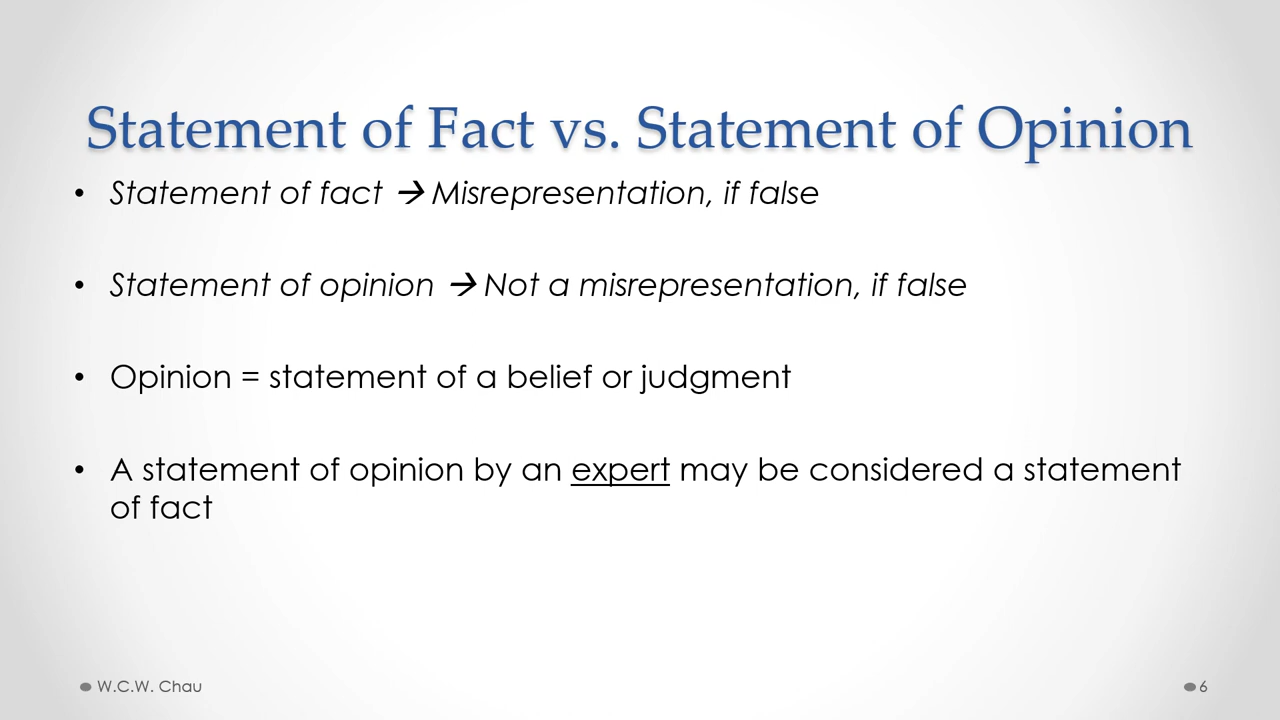 Statement of Fact vs. Statement of Opinion
• Statement of fact → Misrepresentation, if false
• Statement of opinion → Not a misrepresentation, if false
• Opinion = statement of a belief or judgment
• A statement of opinion by an expert may be considered a statement
of fact
W.C.W. Chau
6